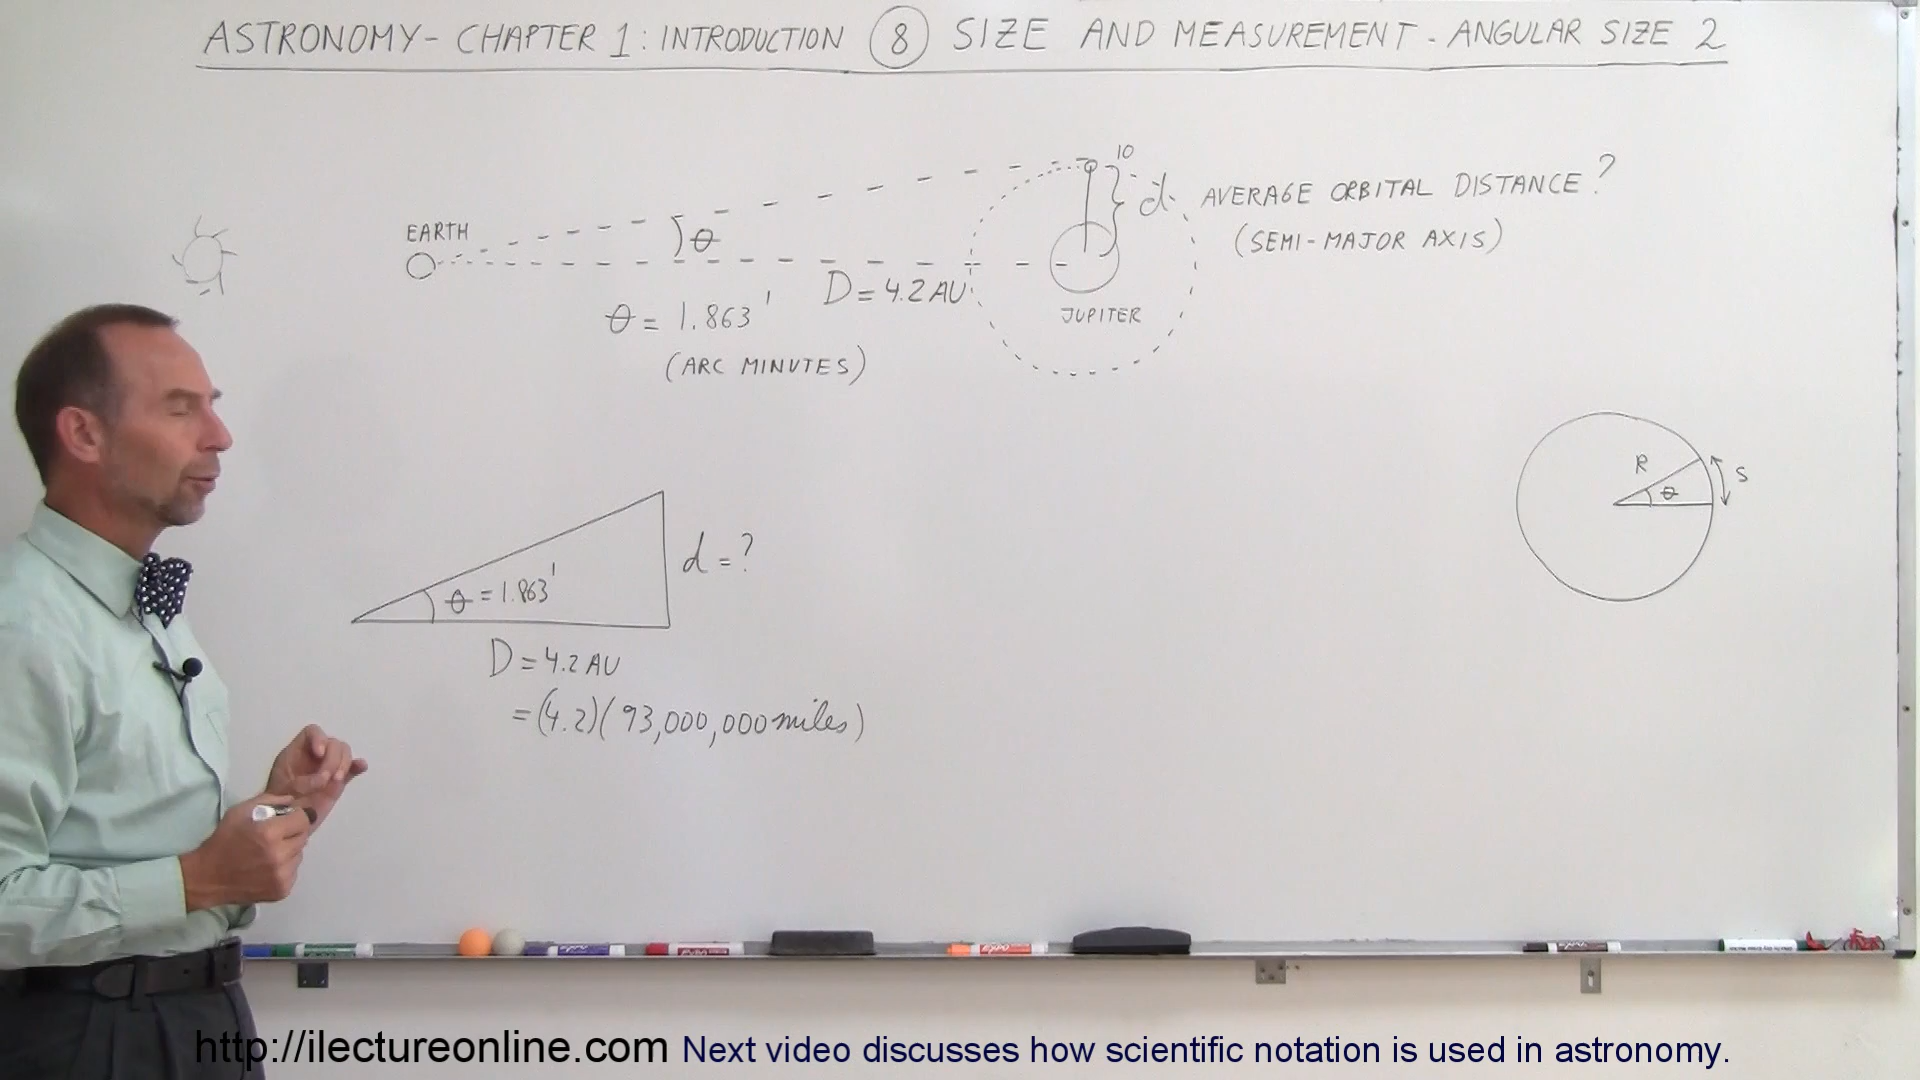 ASTRONOMY - CHAPTER 1: INTRODUCTION 8 SIZE AND MEASUREMENT - ANGULAR SIZE 2
IO
d
AVERAGE ORBITAL DISTANCE?
(SEMI-MAJOR AXIS)
EARTH
θ
D = 4.2 AU
θ = 1.863'
(ARC MINUTES)
JUPITER
R
θ
S
θ = 1.863'
d = ?
D = 4.2 AU
= (4.2)(93,000,000 miles)
http://ilectureonline.com Next video discusses how scientific notation is used in astronomy.